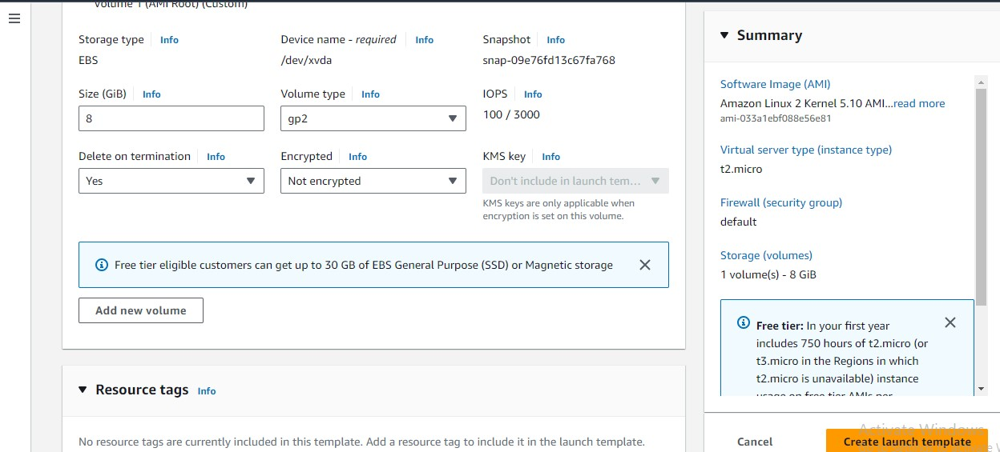 Volume 1 (AMI Root) (Custom)
Storage type Info
EBS
Device name - required Info
/dev/xvda
Snapshot Info
snap-09e76fd13c67fa768
Size (GiB) Info
8
Volume type Info
gp2
IOPS Info
100 / 3000
Delete on termination Info
Yes
Encrypted Info
Not encrypted
KMS key Info
Don't include in launch tem...
KMS keys are only applicable when
encryption is set on this volume.
Free tier eligible customers can get up to 30 GB of EBS General Purpose (SSD) or Magnetic storage
Add new volume
Resource tags Info
No resource tags are currently included in this template. Add a resource tag to include it in the launch template.
Summary
Software Image (AMI)
Amazon Linux 2 Kernel 5.10 AMI...read more
ami-033a1ebf088e56e81
Virtual server type (instance type)
t2.micro
Firewall (security group)
default
Storage (volumes)
1 volume(s) - 8 GiB
Free tier: In your first year
includes 750 hours of t2.micro (or
t3.micro in the Regions in which
t2.micro is unavailable) instance
usage on free tier AMIs per
Activate Windows
Cancel
Create launch template